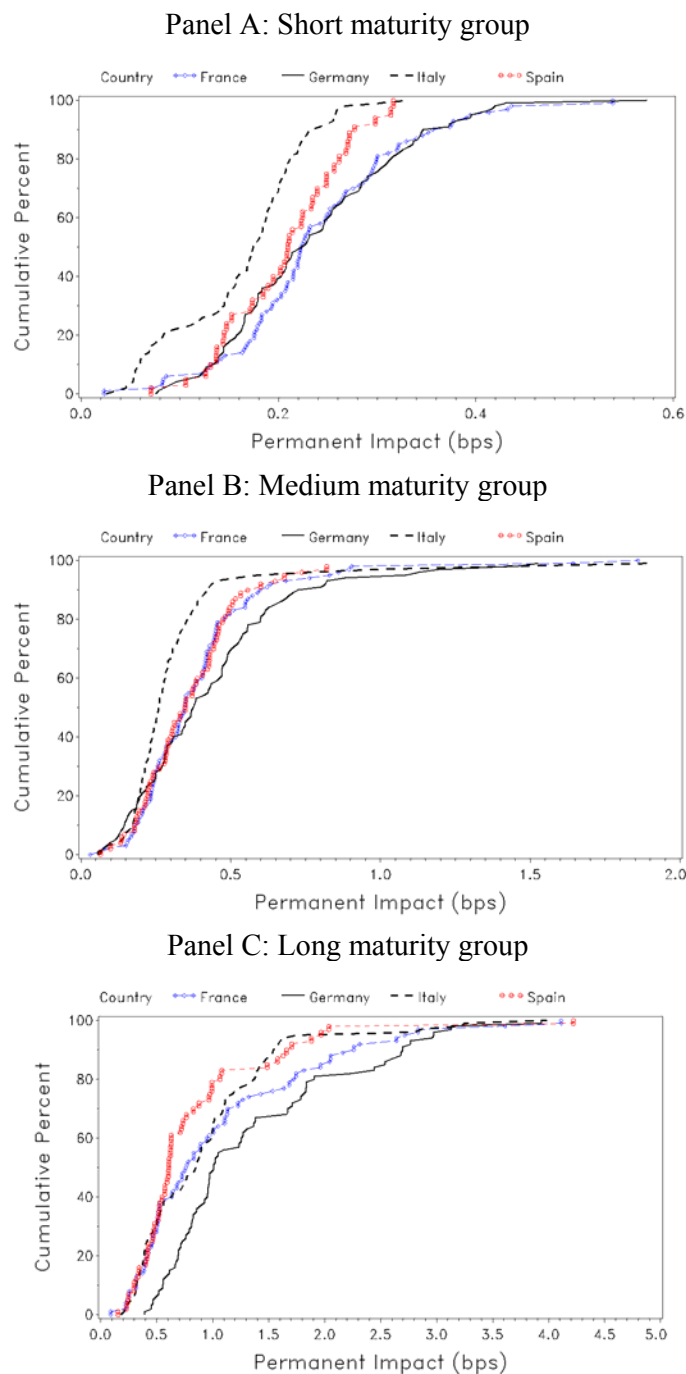 Panel A: Short maturity group
Country France Germany Italy Spain
100
80
60
40
20
0
Cumulative Percent
0.0 0.2 0.4 0.6
Permanent Impact (bps)
Panel B: Medium maturity group
Country France Germany Italy Spain
100
80
60
40
20
0
Cumulative Percent
0.0 0.5 1.0 1.5 2.0
Permanent Impact (bps)
Panel C: Long maturity group
Country France Germany Italy Spain
100
80
60
40
20
0
Cumulative Percent
0.0 0.5 1.0 1.5 2.0 2.5 3.0 3.5 4.0 4.5 5.0
Permanent Impact (bps)